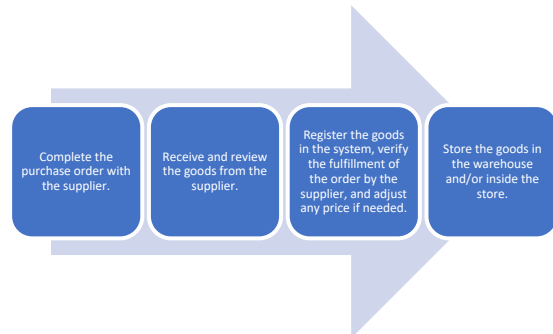 Complete the
purchase order with
the supplier.
Receive and review
the goods from the
supplier.
Register the goods
in the system, verify
the fulfillment of
the order by the
supplier, and adjust
any price if needed.
Store the goods in
the warehouse
and/or inside the
store.